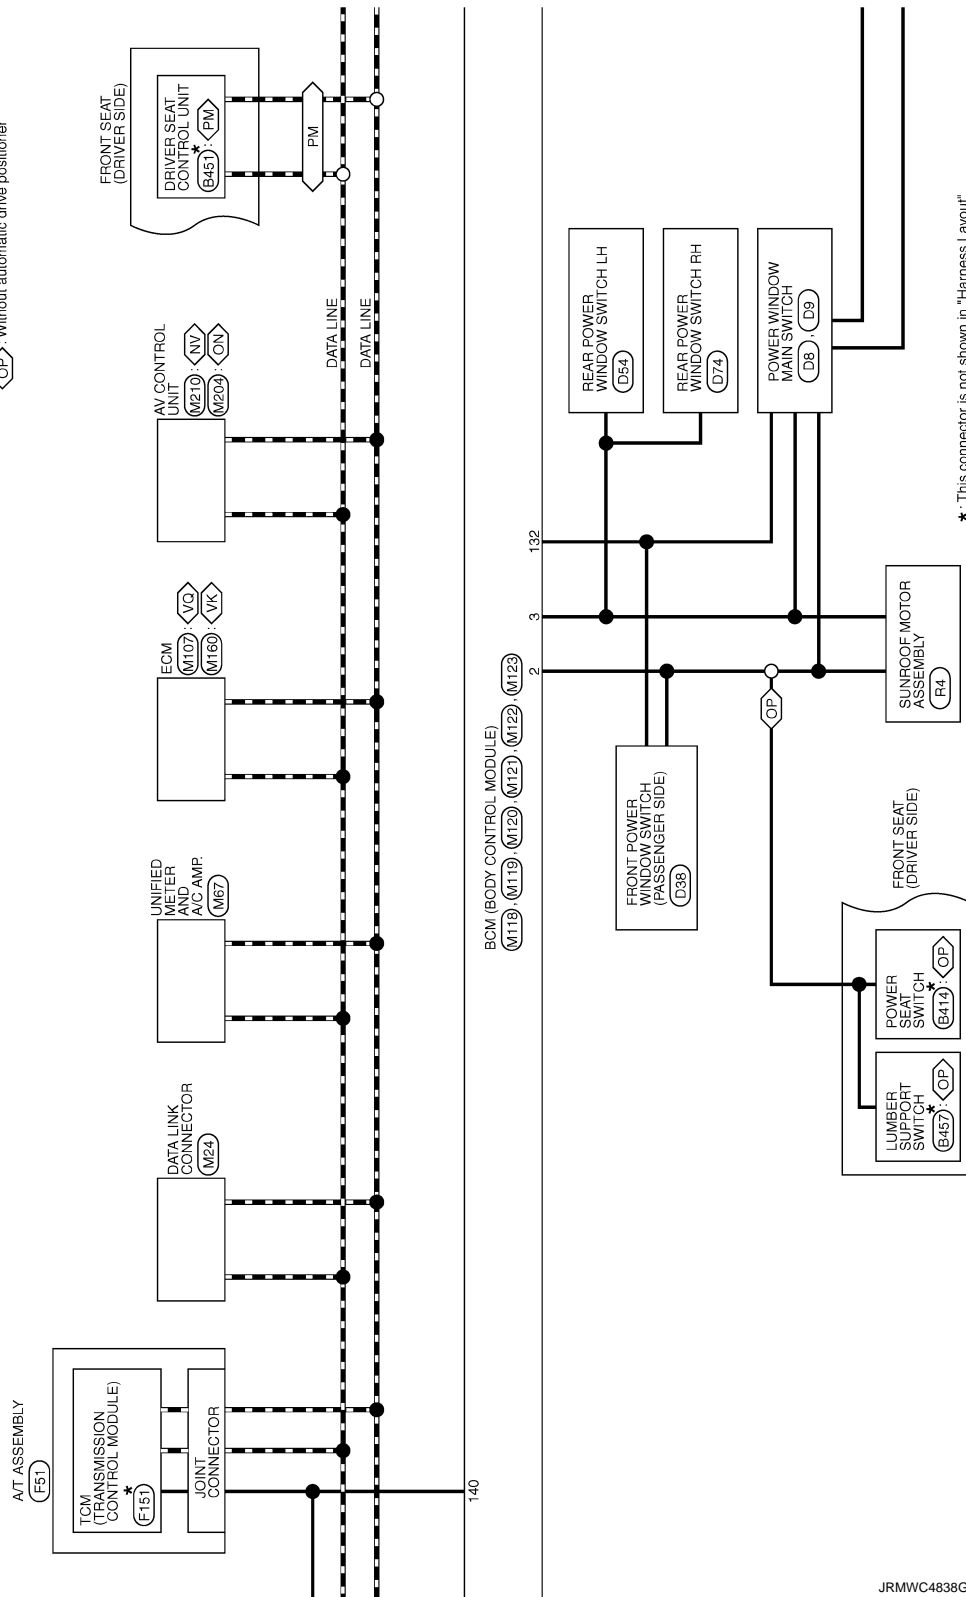 OP : Without automatic drive positioner
FRONT SEAT
(DRIVER SIDE)
DRIVER SEAT
CONTROL UNIT
B451 * : PM
PM
DATA LINE
DATA LINE
AV CONTROL
UNIT
M210 : NV
M204 : ON
ECM
M107 : VQ
M160 : VK
UNIFIED
METER
AND
A/C AMP.
M67
DATA LINK
CONNECTOR
M24
A/T ASSEMBLY
F51
TCM
(TRANSMISSION
CONTROL MODULE)
* F151
JOINT
CONNECTOR
140
BCM (BODY CONTROL MODULE)
M118 , M119 , M120 , M121 , M122 , M123
2
3
132
REAR POWER
WINDOW SWITCH LH
D54
REAR POWER
WINDOW SWITCH RH
D74
POWER WINDOW
MAIN SWITCH
D8 , D9
FRONT POWER
WINDOW SWITCH
(PASSENGER SIDE)
D38
OP
SUNROOF MOTOR
ASSEMBLY
R4
FRONT SEAT
(DRIVER SIDE)
POWER
SEAT
SWITCH
B414 * : OP
LUMBER
SUPPORT
SWITCH
B457 * : OP
* : This connector is not shown in "Harness Layout"
JRMWC4838G